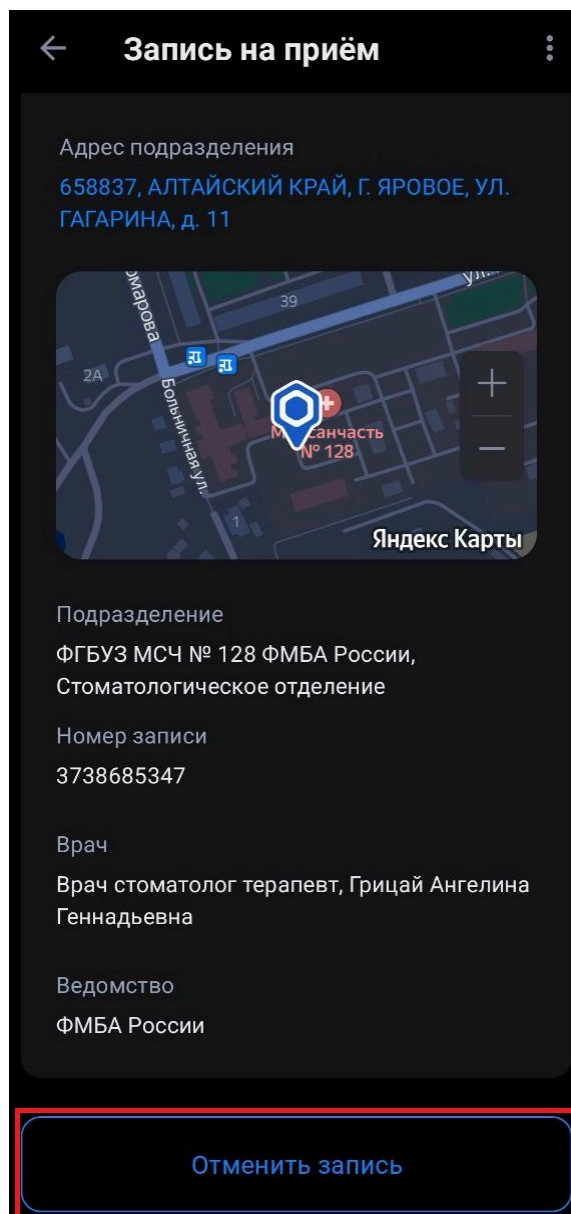 Запись на приём
Адрес подразделения
658837, АЛТАЙСКИЙ КРАЙ, Г. ЯРОВОЕ, УЛ.
ГАГАРИНА, д. 11
ул.
39
2А
Больничная ул.
санчасть
№ 128
1
Яндекс Карты
Подразделение
ФГБУЗ МСЧ № 128 ФМБА России,
Стоматологическое отделение
Номер записи
3738685347
Врач
Врач стоматолог терапевт, Грицай Ангелина
Геннадьевна
Ведомство
ФМБА России
Отменить запись